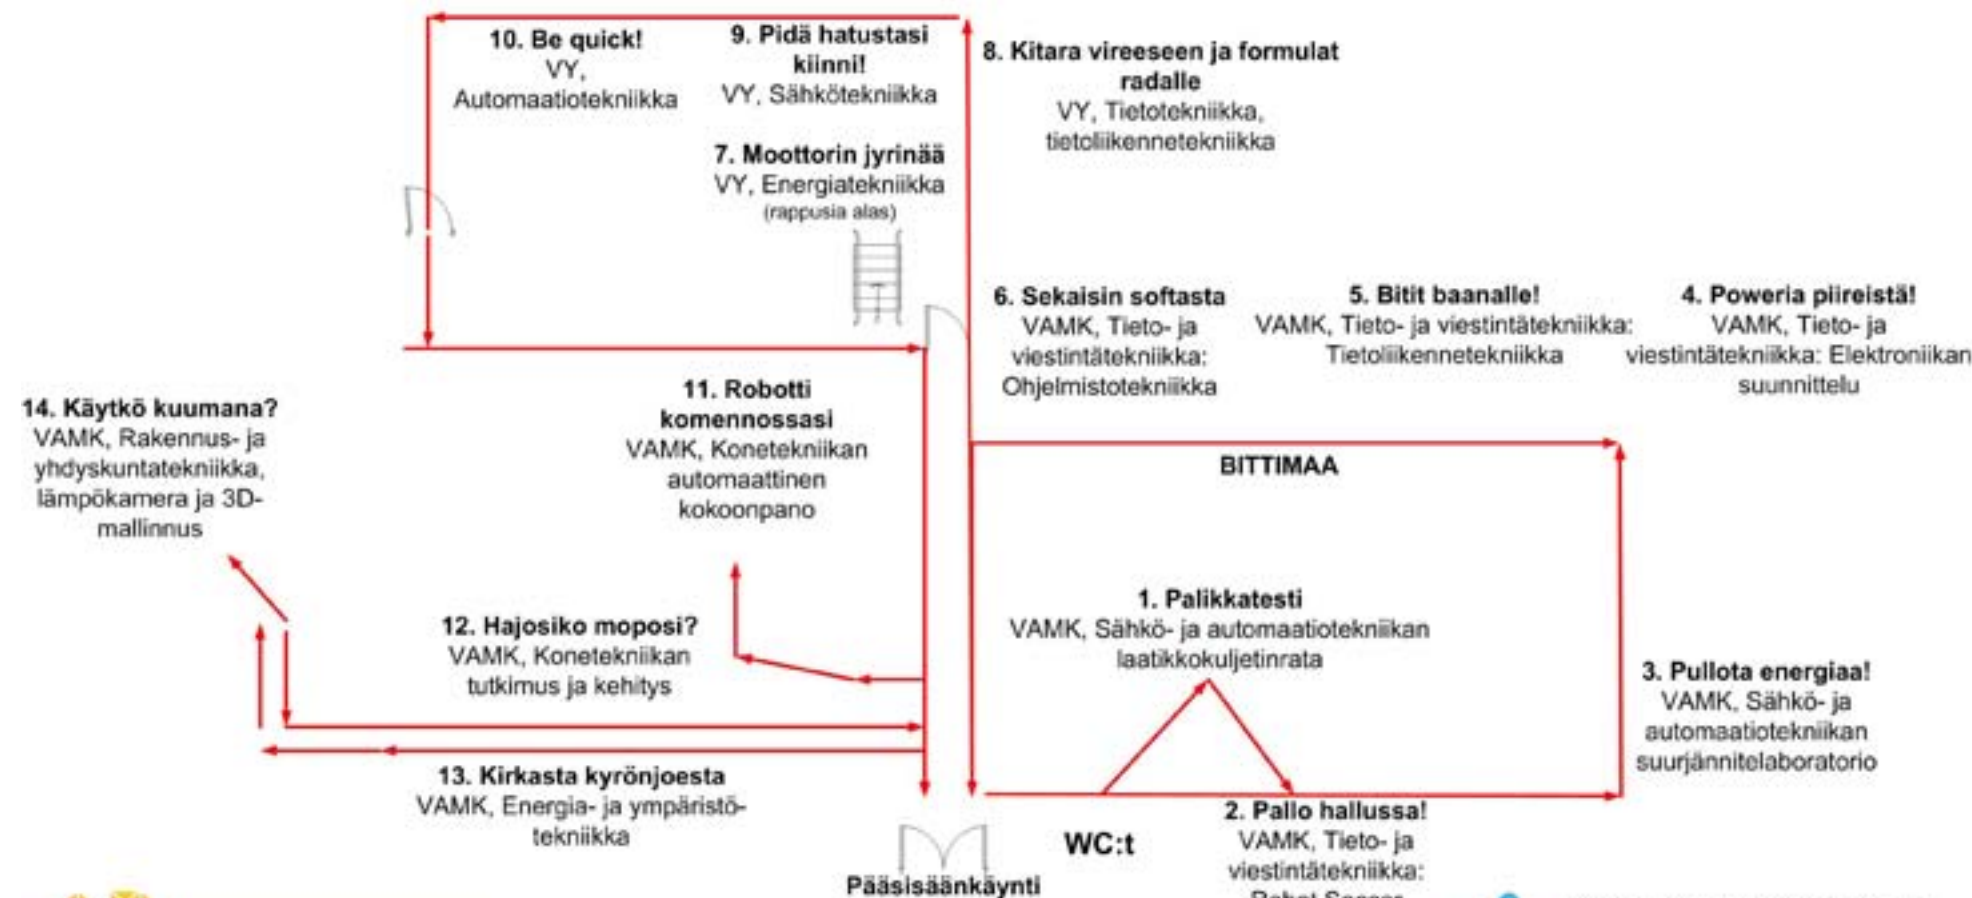 10. Be quick!
VY,
Automaatiotekniikka
9. Pidä hatustasi
kiinni!
VY, Sähkötekniikka
8. Kitara vireeseen ja formulat
radalle
VY, Tietotekniikka,
tietoliikennetekniikka
7. Moottorin jyrinää
VY, Energiatekniikka
(rappusia alas)
6. Sekaisin softasta
VAMK, Tieto- ja
viestintätekniikka:
Ohjelmistotekniikka
5. Bitit baanalle!
VAMK, Tieto- ja viestintätekniikka:
Tietoliikennetekniikka
4. Poweria piireistä!
VAMK, Tieto- ja
viestintätekniikka: Elektroniikan
suunnittelu
14. Käytkö kuumana?
VAMK, Rakennus- ja
yhdyskuntatekniikka,
lämpökamera ja 3D-
mallinnus
11. Robotti
komennossasi
VAMK, Konetekniikan
automaattinen
kokoonpano
BITTIMAA
12. Hajosiko moposi?
VAMK, Konetekniikan
tutkimus ja kehitys
1. Palikkatesti
VAMK, Sähkö- ja automaatiotekniikan
laatikkokuljetinrata
3. Pullota energiaa!
VAMK, Sähkö- ja
automaatiotekniikan
suurjännitelaboratorio
13. Kirkasta kyrönjoesta
VAMK, Energia- ja ympäristö-
tekniikka
2. Pallo hallussa!
VAMK, Tieto- ja
viestintätekniikka:
Robot Soccer
WC:t
Pääsisäänkäynti